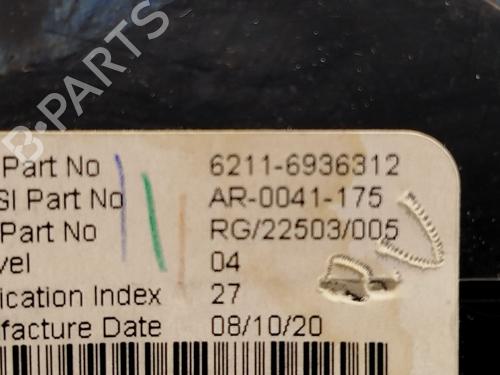 B-PARTS
Part No 6211-6936312
SI Part No AR-0041-175
Part No RG/22503/005
vel 04
ication Index 27
facture Date 08/10/20